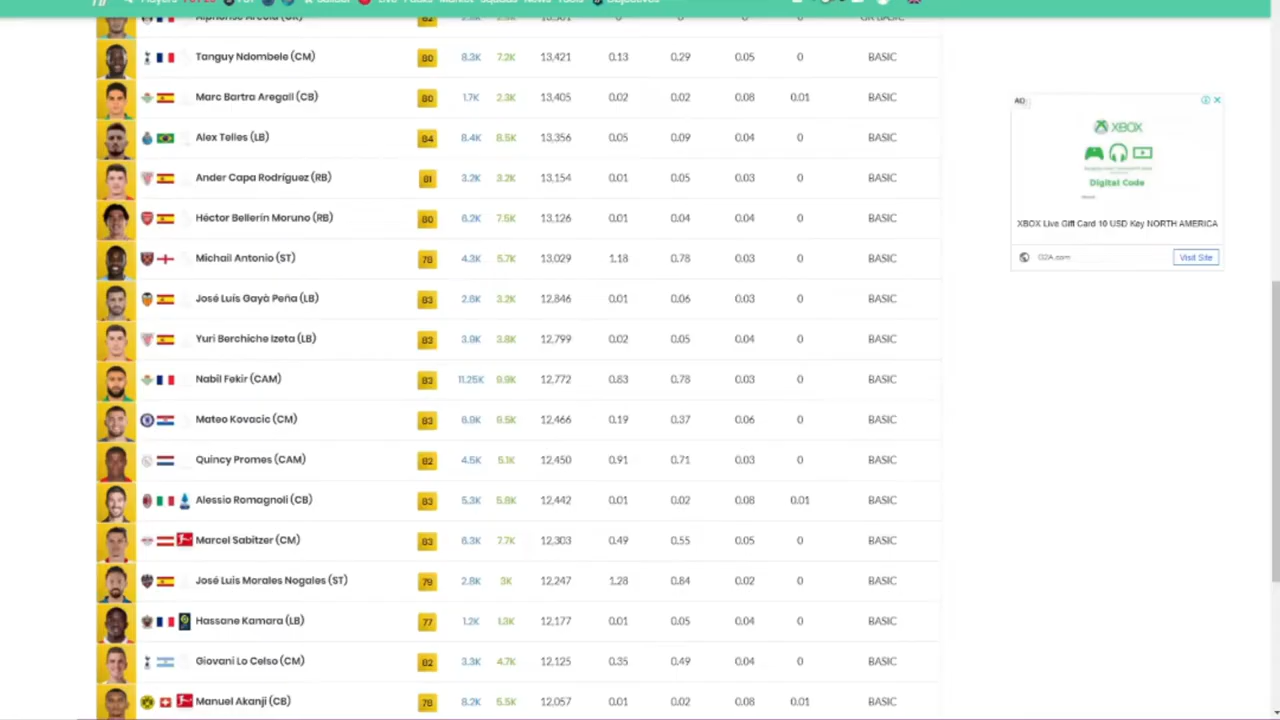 Tanguy Ndombele (CM) 80 8.3K 7.2K 13,421 0.13 0.29 0.05 0 BASIC
Marc Bartra Aregall (CB) 80 1.7K 2.3K 13,405 0.02 0.02 0.08 0.01 BASIC
Alex Telles (LB) 84 8.4K 8.5K 13,356 0.05 0.09 0.04 0 BASIC
Ander Capa Rodríguez (RB) 81 3.2K 3.2K 13,154 0.01 0.05 0.03 0 BASIC
Héctor Bellerín Moruno (RB) 80 6.2K 7.5K 13,126 0.01 0.04 0.04 0 BASIC
Michail Antonio (ST) 78 4.3K 5.7K 13,029 1.18 0.78 0.03 0 BASIC
José Luis Gayà Peña (LB) 83 2.6K 3.2K 12,846 0.01 0.06 0.03 0 BASIC
Yuri Berchiche Izeta (LB) 83 3.9K 3.8K 12,799 0.02 0.05 0.04 0 BASIC
Nabil Fekir (CAM) 83 11.25K 9.9K 12,772 0.83 0.78 0.03 0 BASIC
Mateo Kovacic (CM) 83 6.9K 9.5K 12,466 0.19 0.37 0.06 0 BASIC
Quincy Promes (CAM) 82 4.5K 5.1K 12,450 0.91 0.71 0.03 0 BASIC
Alessio Romagnoli (CB) 83 5.3K 5.8K 12,442 0.01 0.02 0.08 0.01 BASIC
Marcel Sabitzer (CM) 83 6.3K 7.7K 12,303 0.49 0.55 0.05 0 BASIC
José Luis Morales Nogales (ST) 79 2.8K 3K 12,247 1.28 0.84 0.02 0 BASIC
Hassane Kamara (LB) 77 1.2K 1.3K 12,177 0.01 0.05 0.04 0 BASIC
Giovani Lo Celso (CM) 82 3.3K 4.7K 12,125 0.35 0.49 0.04 0 BASIC
Manuel Akanji (CB) 78 8.2K 5.5K 12,057 0.01 0.02 0.08 0.01 BASIC
AD
XBOX
Digital Code
XBOX Live Gift Card 10 USD Key NORTH AMERICA
G2A.com
Visit Site